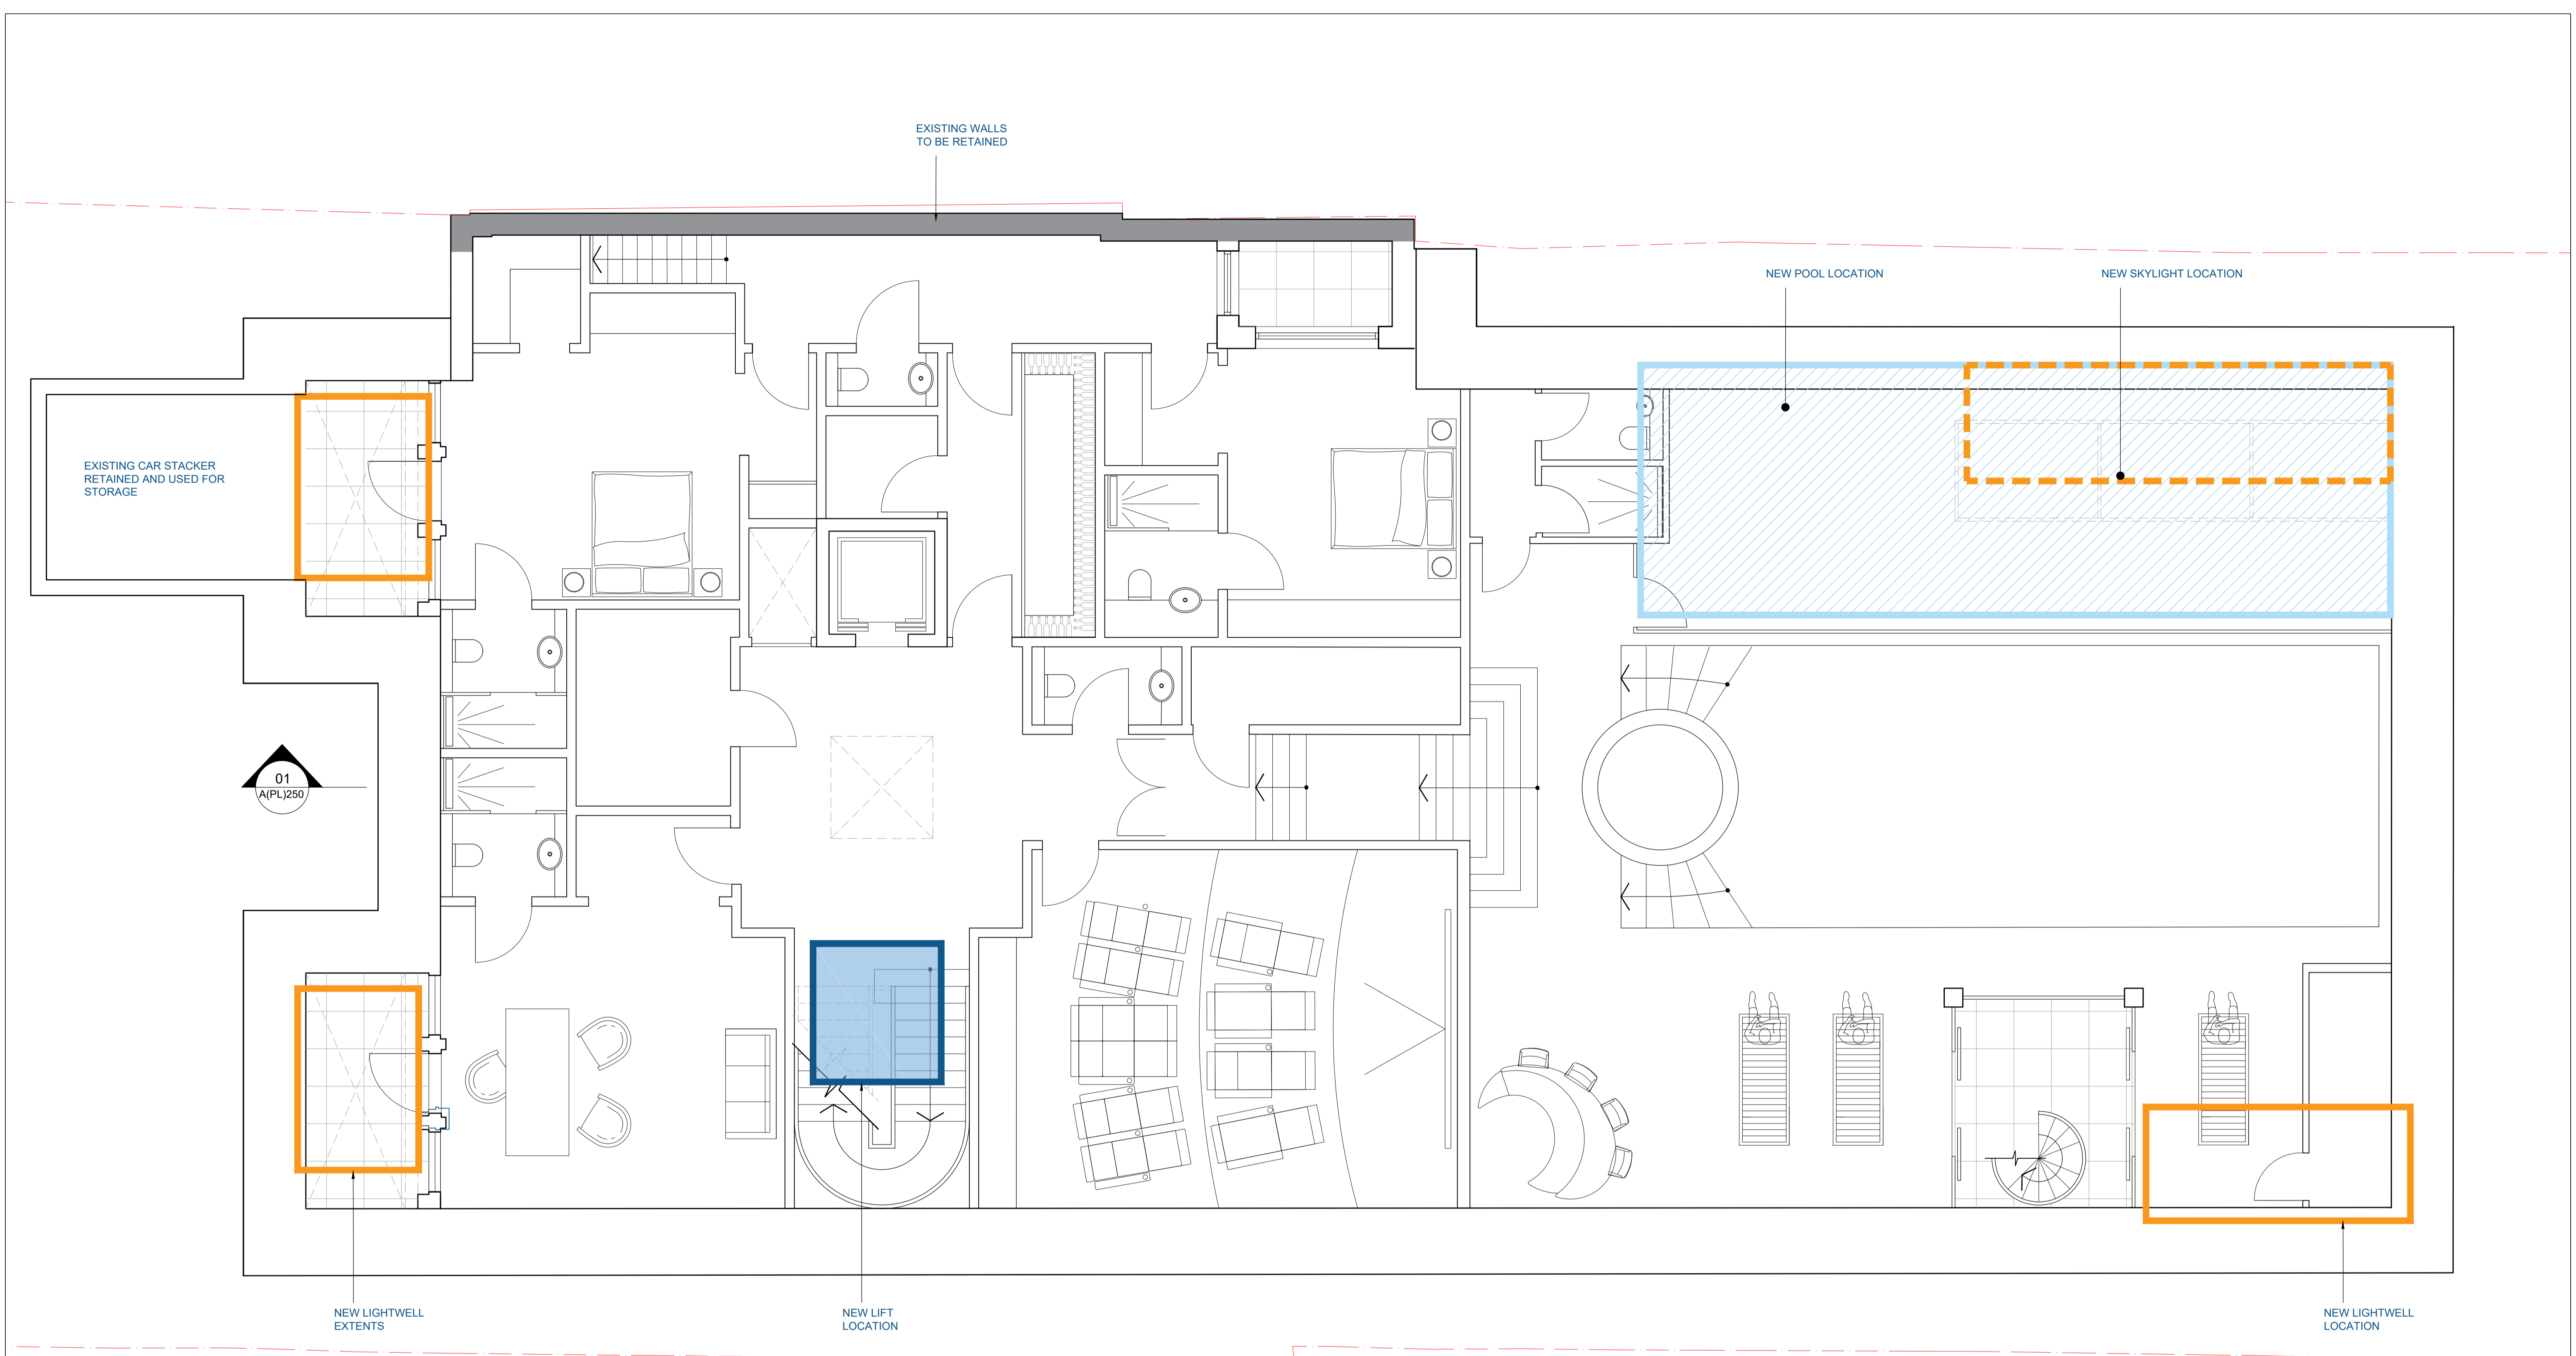 EXISTING WALLS
TO BE RETAINED
NEW POOL LOCATION
NEW SKYLIGHT LOCATION
EXISTING CAR STACKER
RETAINED AND USED FOR
STORAGE
01
A(PL)250
NEW LIGHTWELL
EXTENTS
NEW LIFT
LOCATION
NEW LIGHTWELL
LOCATION